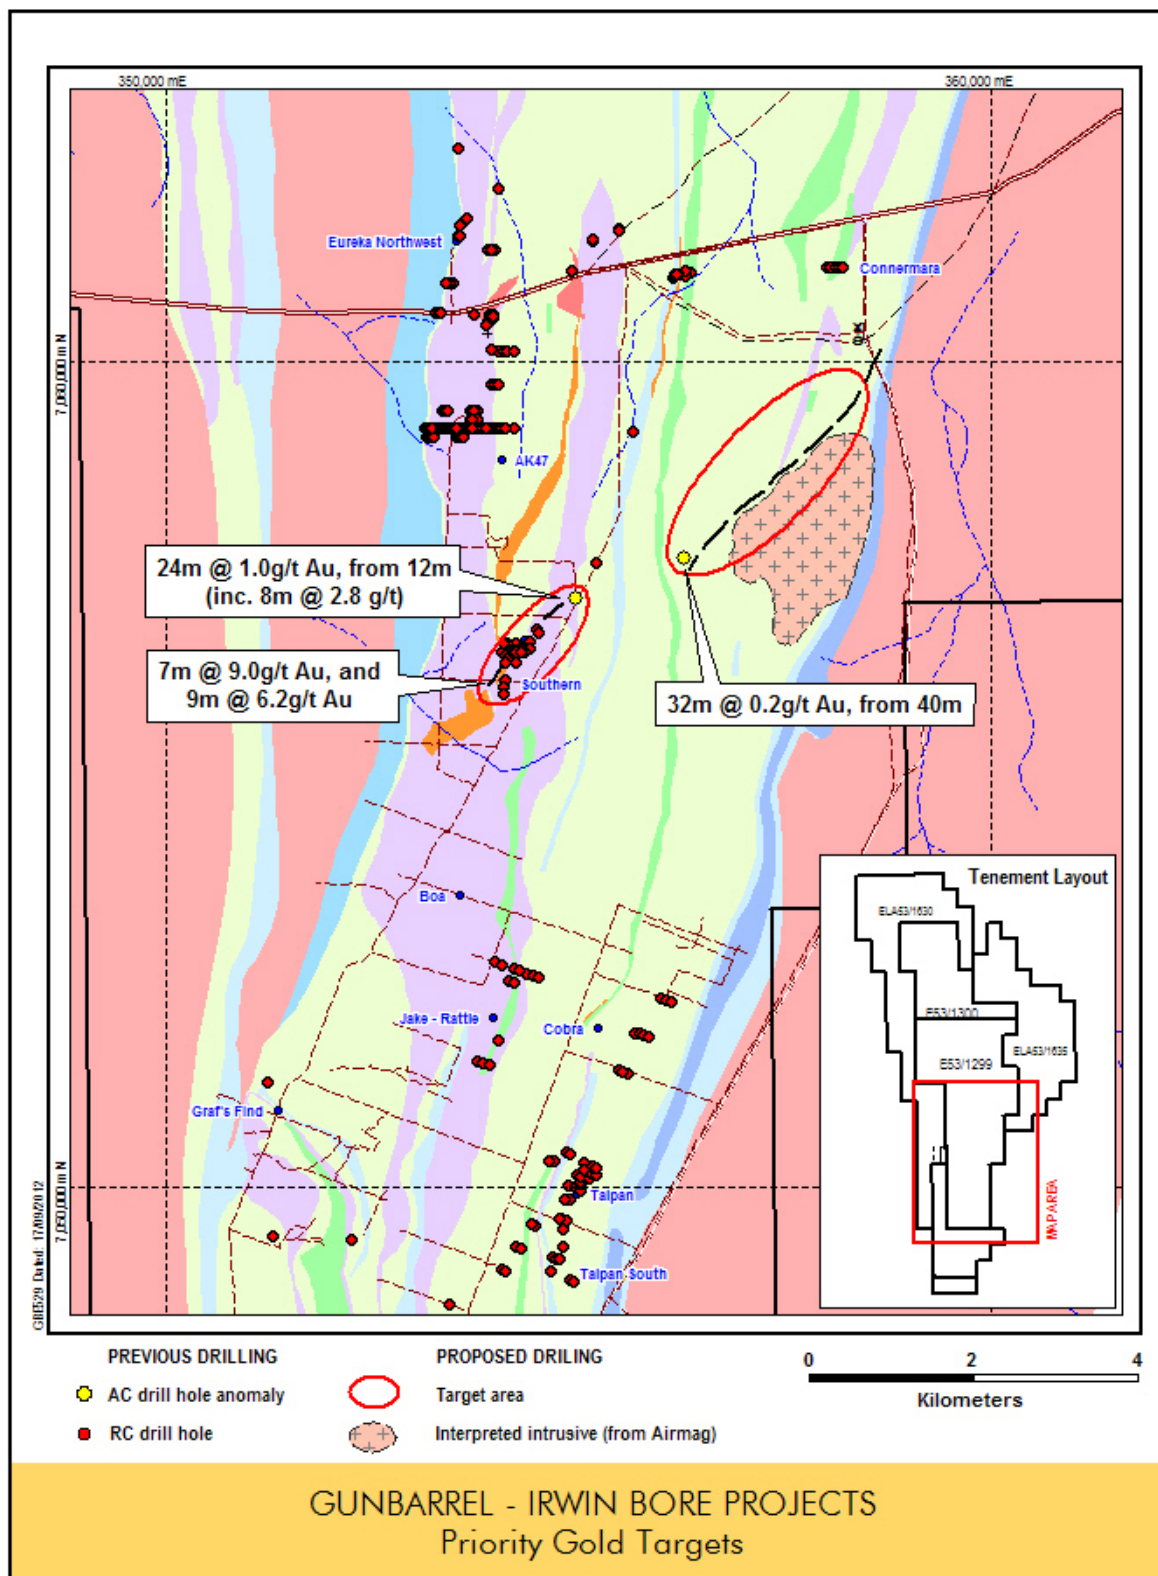 350,000 mE
360,000 mE
Eureka Northwest
Connermara
7,060,000 m N
AK47
24m @ 1.0g/t Au, from 12m
(inc. 8m @ 2.8 g/t)
7m @ 9.0g/t Au, and
9m @ 6.2g/t Au
Southern
32m @ 0.2g/t Au, from 40m
Boa
Jake - Rattle
Cobra
Graf's Find
Taipan
Taipan South
7,050,000 m N
Tenement Layout
ELA53/1630
E53/1300
ELA53/1635
E53/1299
MAP AREA
GBE529 Dated: 17/09/2012
PREVIOUS DRILLING
AC drill hole anomaly
RC drill hole
PROPOSED DRILING
Target area
Interpreted intrusive (from Airmag)
0 2 4
Kilometers
GUNBARREL - IRWIN BORE PROJECTS
Priority Gold Targets